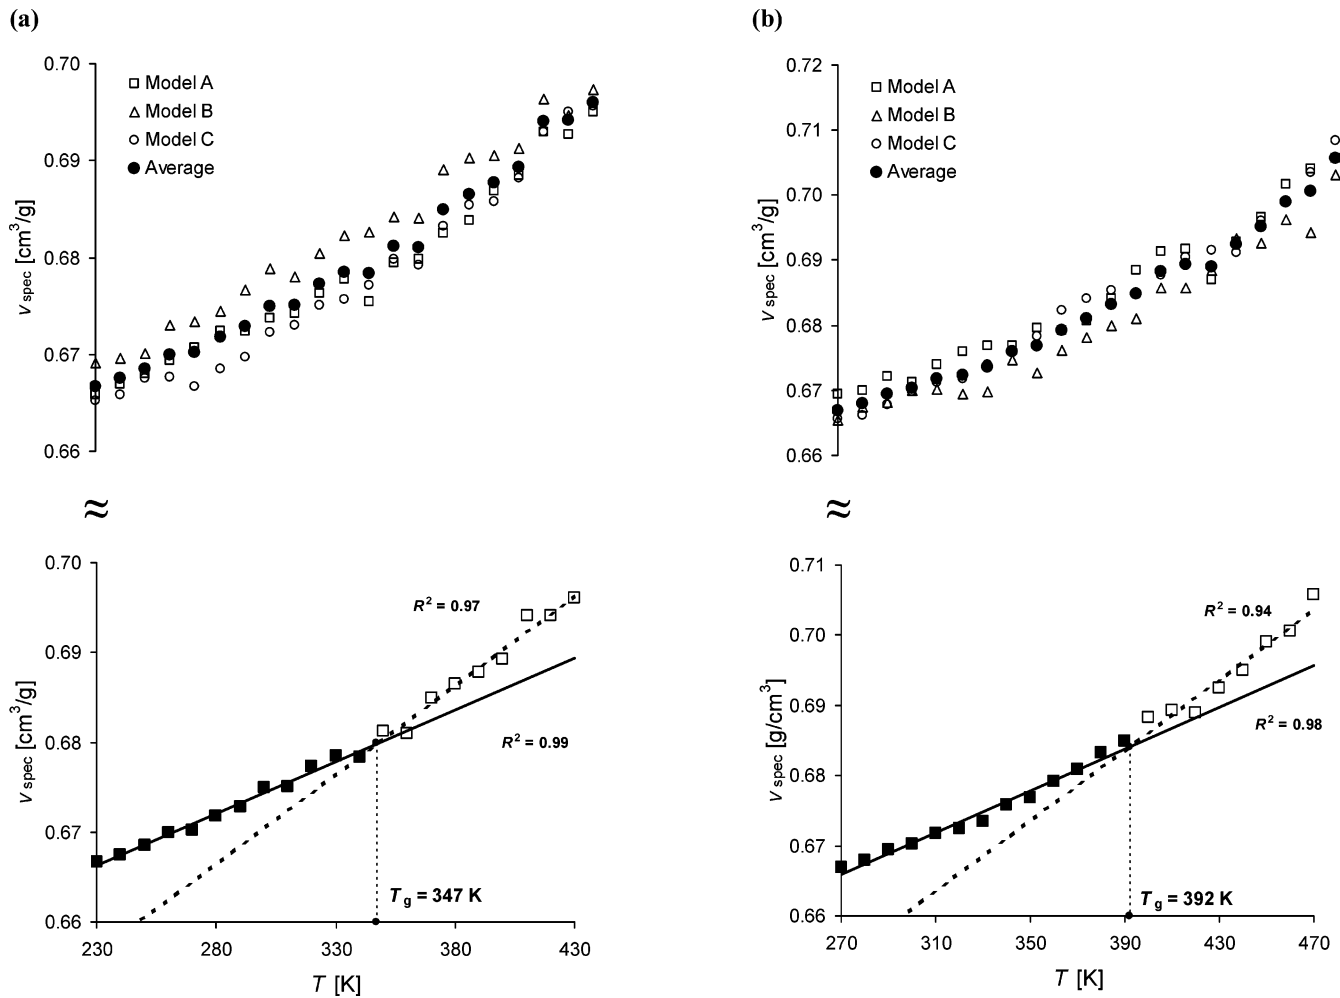 (a)
0.70
0.69
0.68
0.67
0.66
v spec [cm3/g]
Model A
Model B
Model C
Average
≈
0.70
0.69
0.68
0.67
0.66
v spec [cm3/g]
R2 = 0.97
R2 = 0.99
Tg = 347 K
230
280
330
380
430
T [K]
(b)
0.72
0.71
0.70
0.69
0.68
0.67
0.66
v spec [cm3/g]
Model A
Model B
Model C
Average
≈
0.71
0.70
0.69
0.68
0.67
0.66
v spec [g/cm3]
R2 = 0.94
R2 = 0.98
Tg = 392 K
270
310
350
390
430
470
T [K]